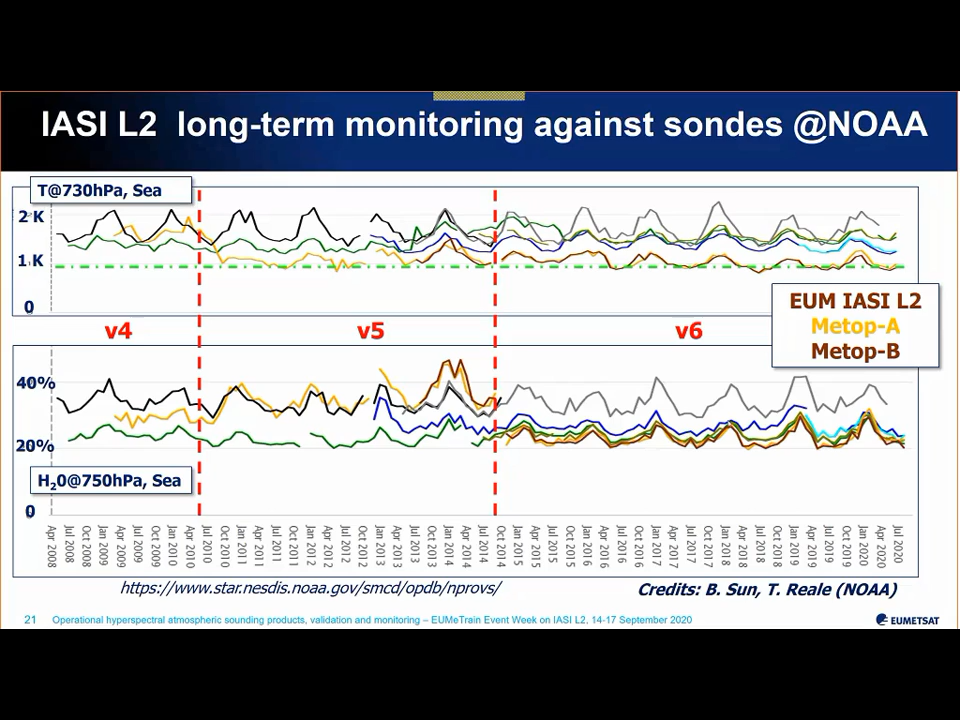 IASI L2 long-term monitoring against sondes @NOAA
T@730hPa, Sea
2 K
1 K
0
EUM IASI L2
Metop-A
Metop-B
v4 v5 v6
40%
20%
H20@750hPa, Sea
0
Apr 2008 Jul 2008 Oct 2008 Jan 2009 Apr 2009 Jul 2009 Oct 2009 Jan 2010 Apr 2010 Jul 2010 Oct 2010 Jan 2011 Apr 2011 Jul 2011 Oct 2011 Jan 2012 Apr 2012 Jul 2012 Oct 2012 Jan 2013 Apr 2013 Jul 2013 Oct 2013 Jan 2014 Apr 2014 Jul 2014 Oct 2014 Jan 2015 Apr 2015 Jul 2015 Oct 2015 Jan 2016 Apr 2016 Jul 2016 Oct 2016 Jan 2017 Apr 2017 Jul 2017 Oct 2017 Jan 2018 Apr 2018 Jul 2018 Oct 2018 Jan 2019 Apr 2019 Jul 2019 Oct 2019 Jan 2020 Apr 2020 Jul 2020
https://www.star.nesdis.noaa.gov/smcd/opdb/nprovs/
Credits: B. Sun, T. Reale (NOAA)
21 Operational hyperspectral atmospheric sounding products, validation and monitoring – EUMeTrain Event Week on IASI L2, 14-17 September 2020
EUMETSAT